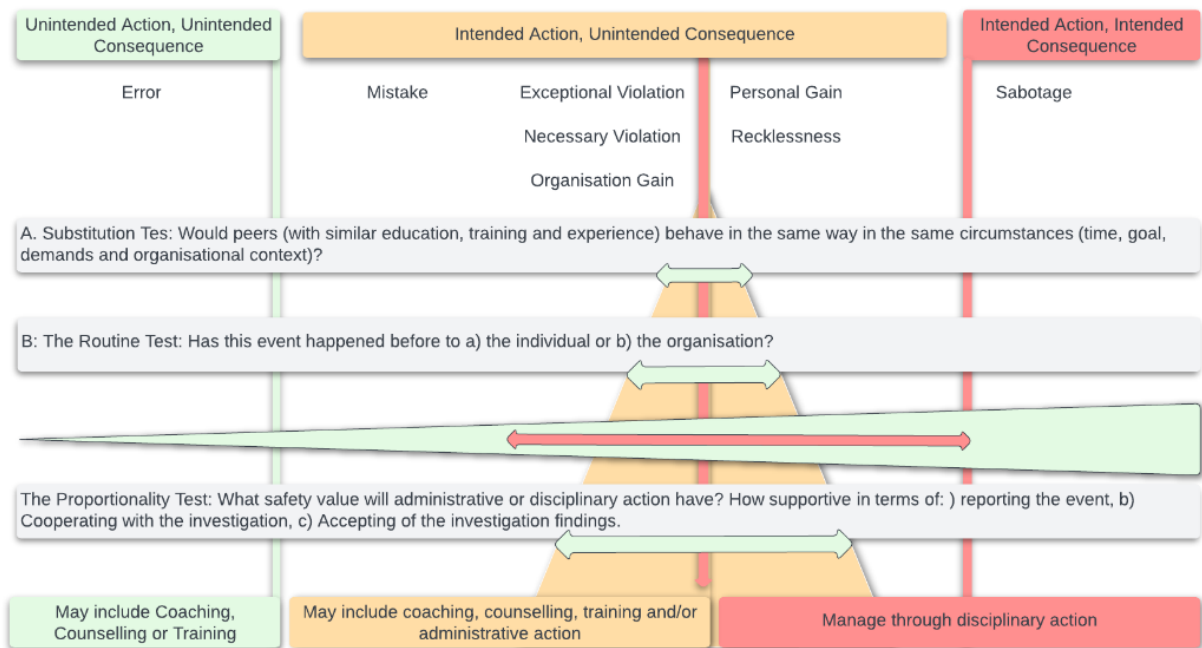 Unintended Action, Unintended
Consequence
Intended Action, Unintended Consequence
Intended Action, Intended
Consequence
Error
Mistake
Exceptional Violation
Personal Gain
Sabotage
Necessary Violation
Recklessness
Organisation Gain
A. Substitution Tes: Would peers (with similar education, training and experience) behave in the same way in the same circumstances (time, goal,
demands and organisational context)?
B: The Routine Test: Has this event happened before to a) the individual or b) the organisation?
The Proportionality Test: What safety value will administrative or disciplinary action have? How supportive in terms of: ) reporting the event, b)
Cooperating with the investigation, c) Accepting of the investigation findings.
May include Coaching,
Counselling or Training
May include coaching, counselling, training and/or
administrative action
Manage through disciplinary action